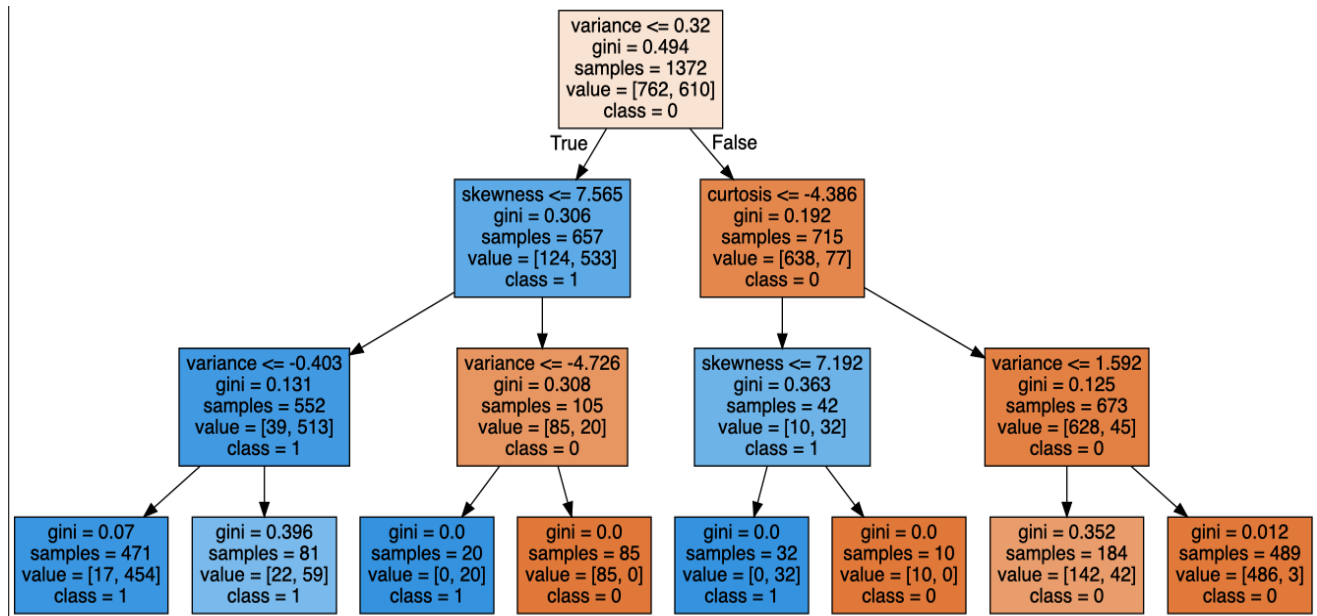 variance <= 0.32
gini = 0.494
samples = 1372
value = [762, 610]
class = 0
True
False
skewness <= 7.565
gini = 0.306
samples = 657
value = [124, 533]
class = 1
curtosis <= -4.386
gini = 0.192
samples = 715
value = [638, 77]
class = 0
variance <= -0.403
gini = 0.131
samples = 552
value = [39, 513]
class = 1
variance <= -4.726
gini = 0.308
samples = 105
value = [85, 20]
class = 0
skewness <= 7.192
gini = 0.363
samples = 42
value = [10, 32]
class = 1
variance <= 1.592
gini = 0.125
samples = 673
value = [628, 45]
class = 0
gini = 0.07
samples = 471
value = [17, 454]
class = 1
gini = 0.396
samples = 81
value = [22, 59]
class = 1
gini = 0.0
samples = 20
value = [0, 20]
class = 1
gini = 0.0
samples = 85
value = [85, 0]
class = 0
gini = 0.0
samples = 32
value = [0, 32]
class = 1
gini = 0.0
samples = 10
value = [10, 0]
class = 0
gini = 0.352
samples = 184
value = [142, 42]
class = 0
gini = 0.012
samples = 489
value = [486, 3]
class = 0